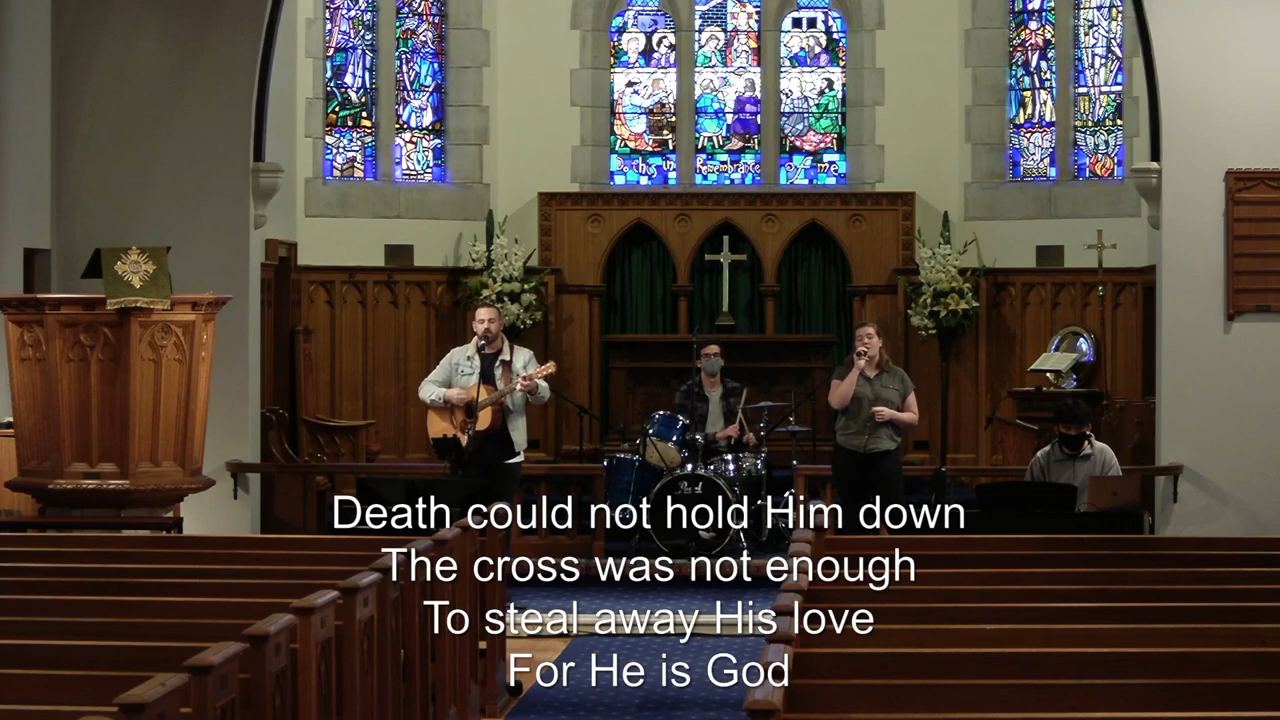 Do this in Remembrance of me
Death could not hold Him down
The cross was not enough
To steal away His love
For He is God